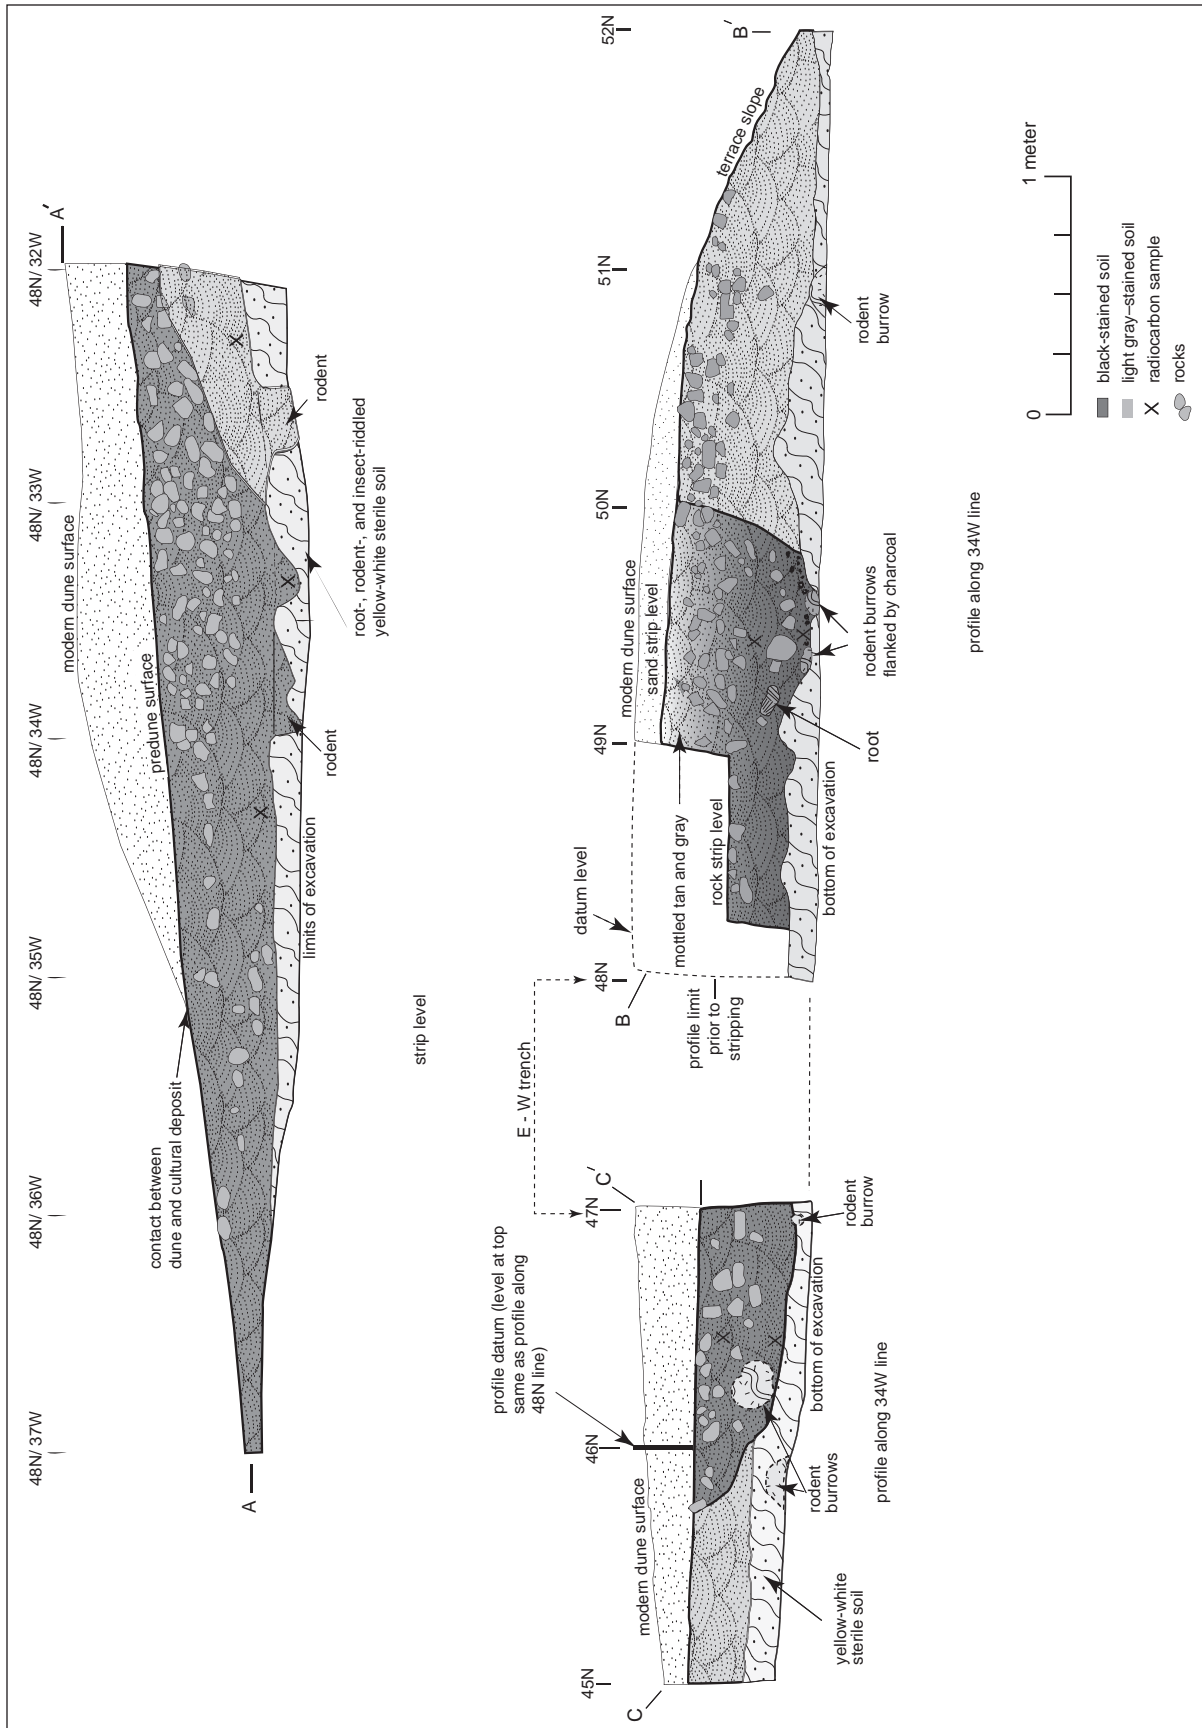 A
A'
48N/ 37W
48N/ 36W
48N/ 35W
48N/ 34W
48N/ 33W
48N/ 32W
modern dune surface
predune surface
contact between
dune and cultural deposit
limits of excavation
rodent
rodent
root-, rodent-, and insect-riddled
yellow-white sterile soil
strip level
C
C'
45N
46N
47N
E - W trench
profile datum (level at top
same as profile along
48N line)
modern dune surface
yellow-white
sterile soil
rodent
burrows
bottom of excavation
rodent
burrow
profile along 34W line
B
B'
48N
49N
50N
51N
52N
datum level
profile limit
prior to
stripping
mottled tan and gray
rock strip level
modern dune surface
sand strip level
terrace slope
bottom of excavation
root
rodent burrows
flanked by charcoal
rodent
burrow
profile along 34W line
0
1 meter
black-stained soil
light gray–stained soil
X radiocarbon sample
rocks